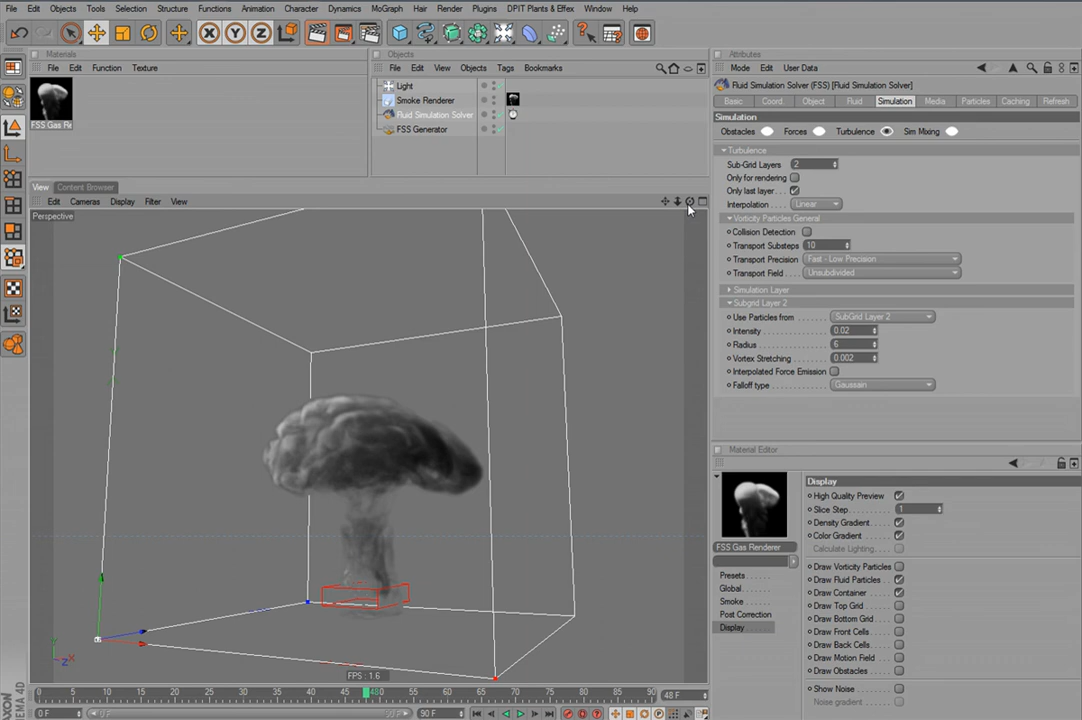 File Edit Tools Selection Structure Functions Animation Character Dynamics MoGraph Hair Render Plugins DPIT Plants & Effex Window Help
X Y Z
Materials
File Edit Function Texture
FSS Gas Re
Objects
File Edit View Objects Tags Bookmarks
Light
Smoke Renderer
Fluid Simulation Solver
FSS Generator
View Content Browser
Edit Cameras Display Filter View
Perspective
Y
Z X
FPS : 1.6
0 5 10 15 20 25 30 35 40 45 48 50 55 60 65 70 75 80 85 90
48 F
0 F
0 F
90 F
90 F
CINEMA 4D
Attributes
Mode Edit User Data
Fluid Simulation Solver (FSS) [Fluid Simulation Solver]
Basic Coord Object Fluid Simulation Media Particles Caching Refresh
Simulation
Obstacles Forces Turbulence Sim Mixing
Turbulence
Sub-Grid Layers 2
Only for rendering
Only last layer
Interpolation Linear
Vorticity Particles General
Collision Detection
Transport Substeps 10
Transport Precision Fast - Low Precision
Transport Field Unsubdivided
Simulation Layer
Subgrid Layer 2
Use Particles from SubGrid Layer 2
Intensity 0.02
Radius 6
Vortex Stretching 0.002
Interpolated Force Emission
Falloff type Gaussain
Material Editor
FSS Gas Renderer
Presets
Global
Smoke
Post Correction
Display
Display
High Quality Preview
Slice Step 1
Density Gradient
Color Gradient
Calculate Lighting
Draw Vorticity Particles
Draw Fluid Particles
Draw Container
Draw Top Grid
Draw Bottom Grid
Draw Front Cells
Draw Back Cells
Draw Motion Field
Draw Obstacles
Show Noise
Noise gradient